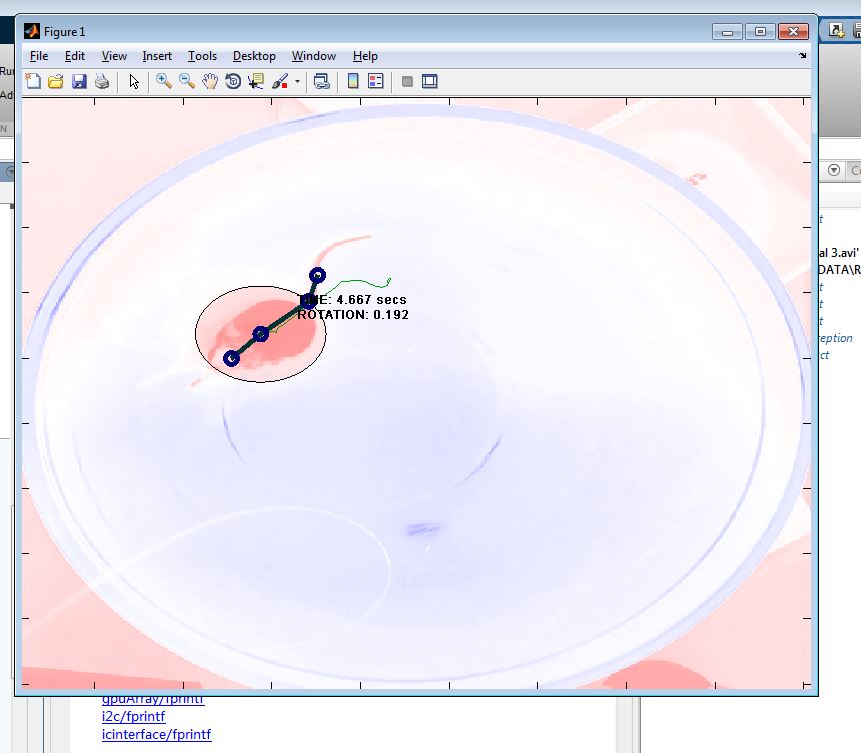 Figure 1
File Edit View Insert Tools Desktop Window Help
Ru
Ad
N
al 3.avi'
DATA\R
t
t
t
t
eption
ct
TIME: 4.667 secs
ROTATION: 0.192
gpuArray/fprintf
i2c/fprintf
icinterface/fprintf